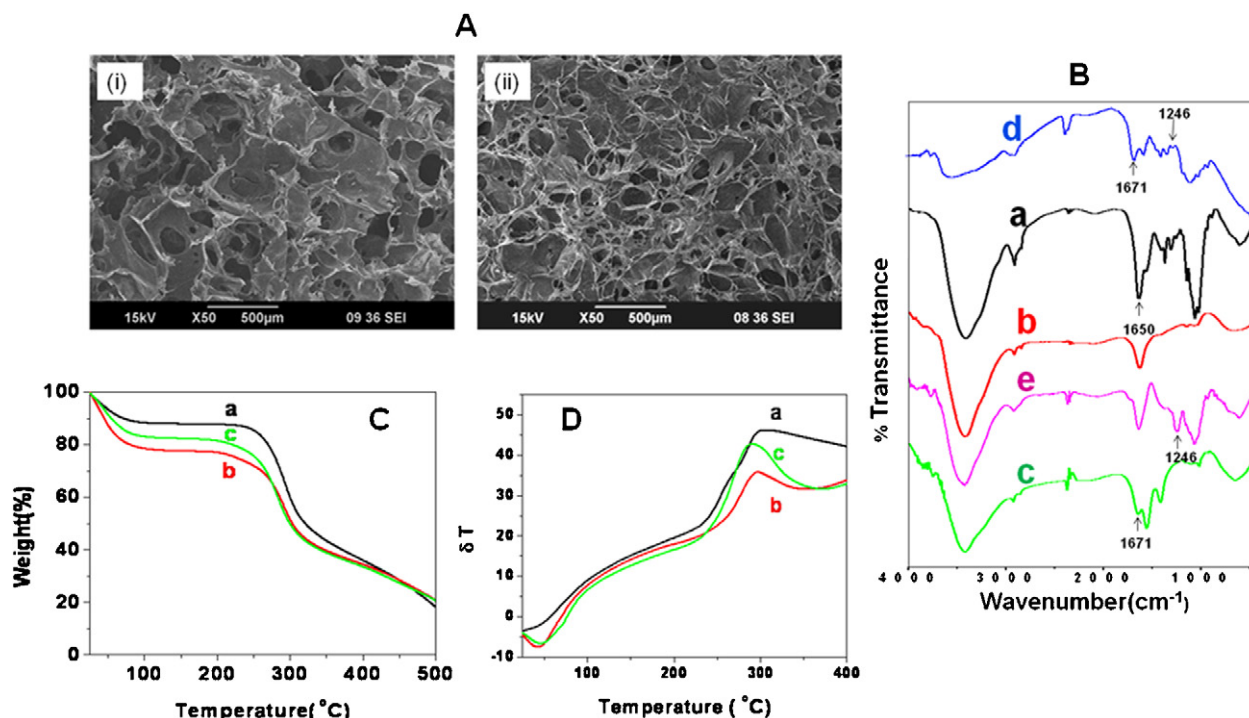 A
(i)
(ii)
15kV X50 500µm 09 36 SEI
15kV X50 500µm 08 36 SEI
B
d
1246
1671
a
1650
b
e
1246
c
1671
% Transmittance
4000 3000 2000 1000
Wavenumber(cm-1)
C
a
c
b
100
80
60
40
20
0
Weight(%)
0 100 200 300 400 500
Temperature(°C)
D
a
c
b
50
40
30
20
10
0
-10
δ T
100 200 300 400
Temperature ( °C)